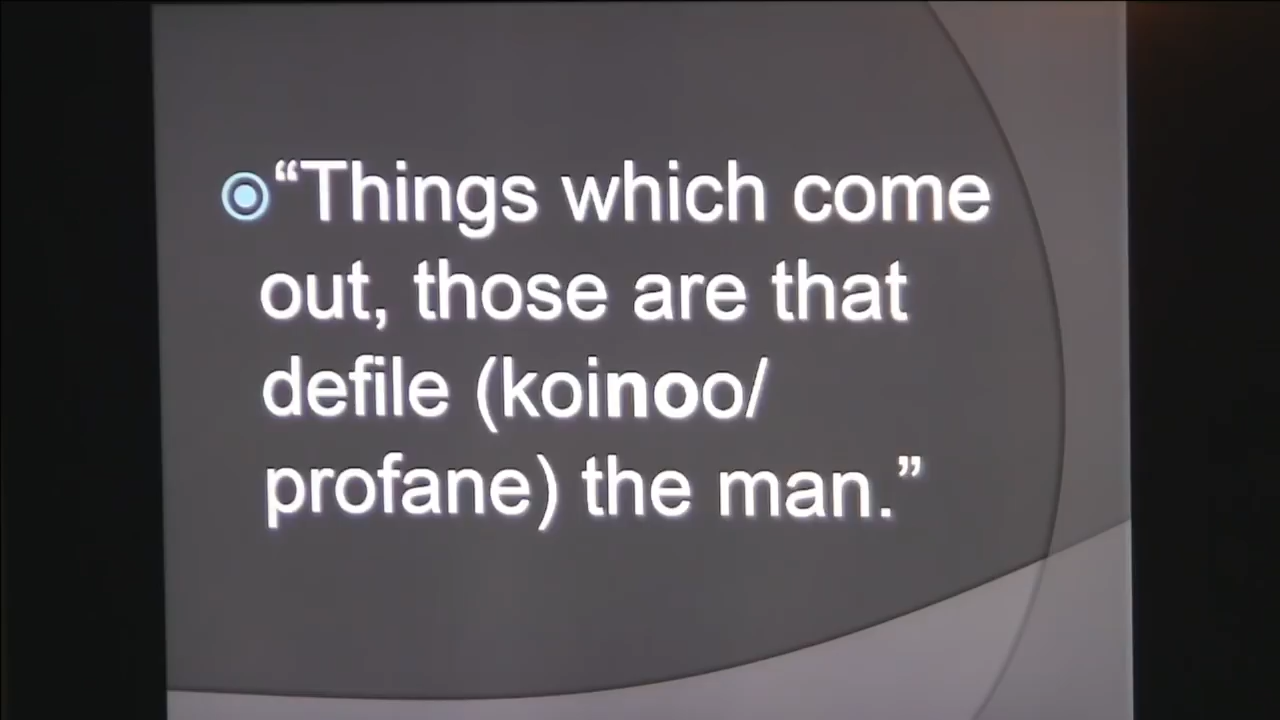 “Things which come
out, those are that
defile (koinoo/
profane) the man.”